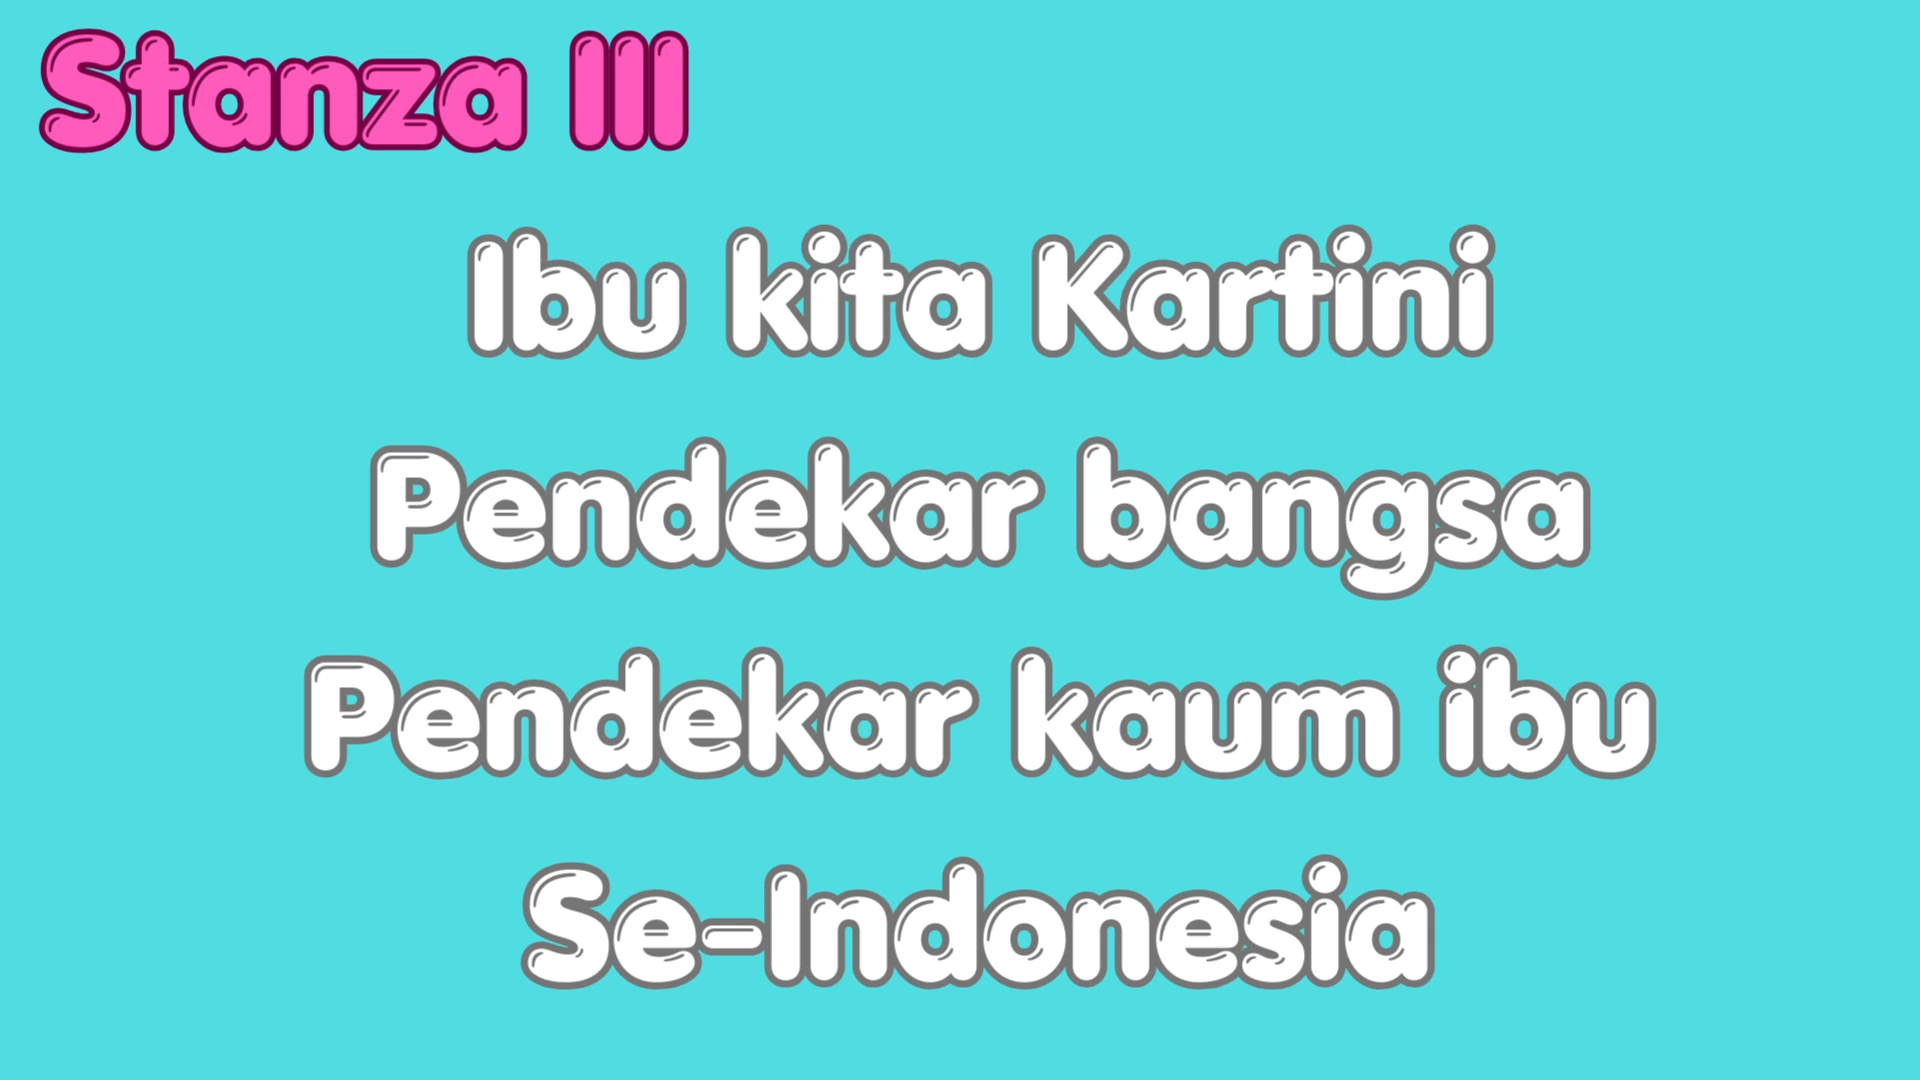 Stanza III
Ibu kita Kartini
Pendekar bangsa
Pendekar kaum ibu
Se-Indonesia